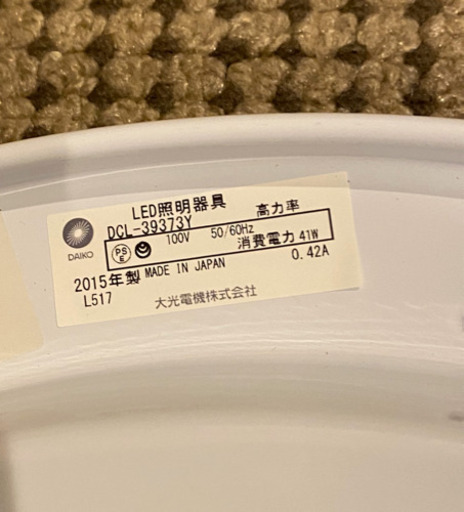 LED照明器具 高力率
DCL-39373Y
DAIKO
PS E 100V 50/60Hz 消費電力 41W
2015年製 MADE IN JAPAN 0.42A
L517 大光電機株式会社